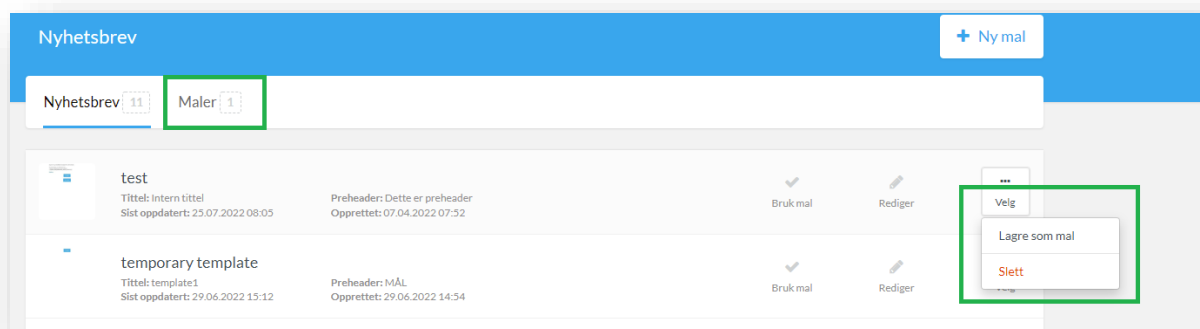 Nyhetsbrev
+ Ny mal
Nyhetsbrev 11
Maler 1
test
Tittel: Intern tittel
Preheader: Dette er preheader
Sist oppdatert: 25.07.2022 08:05
Opprettet: 07.04.2022 07:52
Bruk mal
Rediger
Velg
Lagre som mal
Slett
temporary template
Tittel: template1
Preheader: MÅL
Sist oppdatert: 29.06.2022 15:12
Opprettet: 29.06.2022 14:54
Bruk mal
Rediger